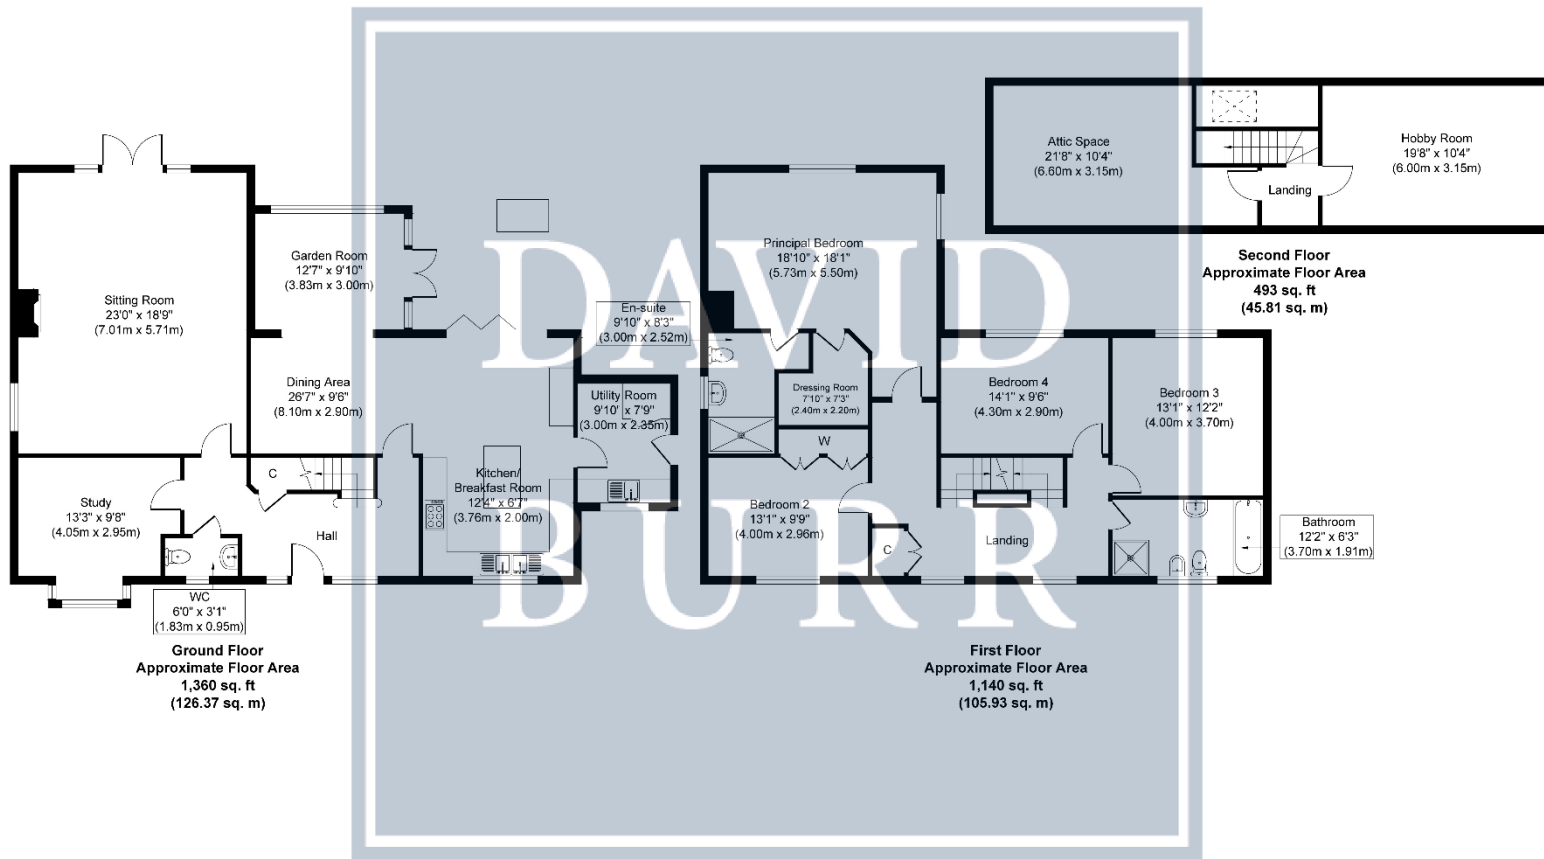 Sitting Room
23'0" x 18'9"
(7.01m x 5.71m)
Garden Room
12'7" x 9'10"
(3.83m x 3.00m)
Dining Area
26'7" x 9'6"
(8.10m x 2.90m)
Study
13'3" x 9'8"
(4.05m x 2.95m)
C
Hall
WC
6'0" x 3'1"
(1.83m x 0.95m)
Kitchen/
Breakfast Room
12'4" x 6'7"
(3.76m x 2.00m)
Utility Room
9'10' x 7'9"
(3.00m x 2.35m)
Ground Floor
Approximate Floor Area
1,360 sq. ft
(126.37 sq. m)
En-suite
9'10" x 8'3"
(3.00m x 2.52m)
Principal Bedroom
18'10" x 18'1"
(5.73m x 5.50m)
Dressing Room
7'10" x 7'3"
(2.40m x 2.20m)
W
Bedroom 2
13'1" x 9'9"
(4.00m x 2.96m)
C
Landing
Bedroom 4
14'1" x 9'6"
(4.30m x 2.90m)
Bedroom 3
13'1" x 12'2"
(4.00m x 3.70m)
Bathroom
12'2" x 6'3"
(3.70m x 1.91m)
First Floor
Approximate Floor Area
1,140 sq. ft
(105.93 sq. m)
Attic Space
21'8" x 10'4"
(6.60m x 3.15m)
Landing
Hobby Room
19'8" x 10'4"
(6.00m x 3.15m)
Second Floor
Approximate Floor Area
493 sq. ft
(45.81 sq. m)
DAVID
BURR